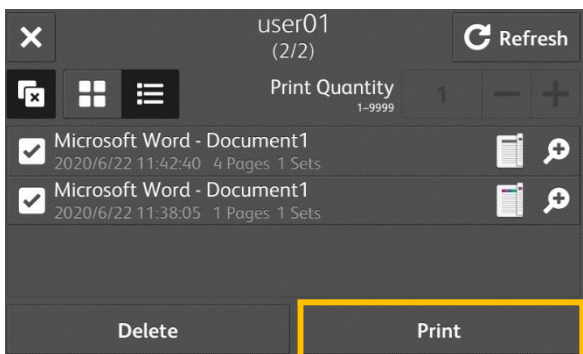 user01
(2/2)
Refresh
Print Quantity
1-9999
1
Microsoft Word - Document1
2020/6/22 11:42:40 4 Pages 1 Sets
Microsoft Word - Document1
2020/6/22 11:38:05 1 Pages 1 Sets
Delete
Print